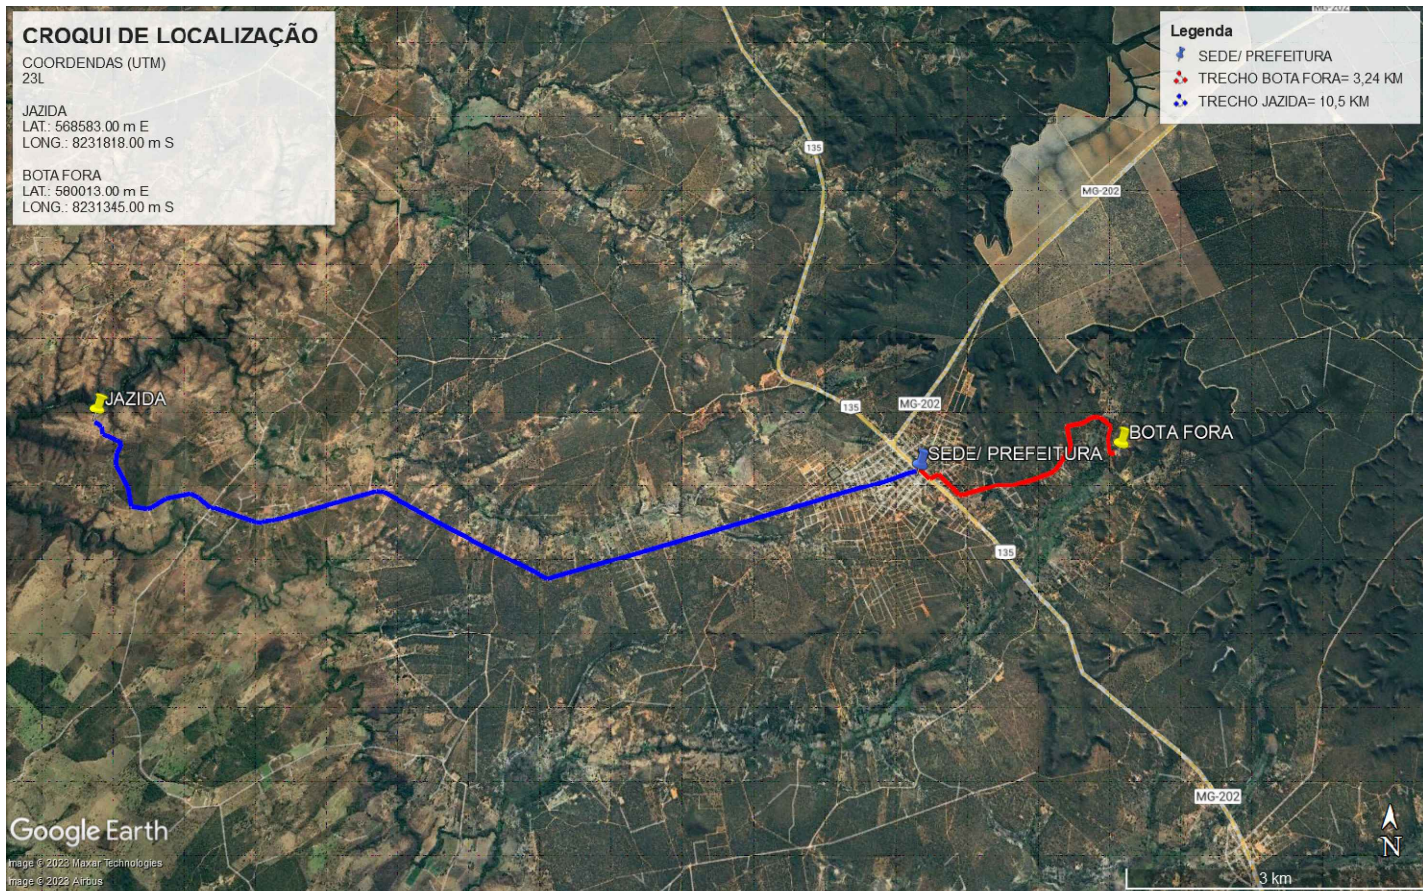 CROQUI DE LOCALIZAÇÃO
COORDENDAS (UTM)
23L
JAZIDA
LAT.: 568583.00 m E
LONG.: 8231818.00 m S
BOTA FORA
LAT.: 580013.00 m E
LONG.: 8231345.00 m S
MG-202
Legenda
SEDE/ PREFEITURA
TRECHO BOTA FORA= 3,24 KM
TRECHO JAZIDA= 10,5 KM
135
MG-202
JAZIDA
135
MG-202
BOTA FORA
SEDE/ PREFEITURA
135
MG-202
Google Earth
Image © 2023 Maxar Technologies
Image © 2023 Airbus
N
3 km